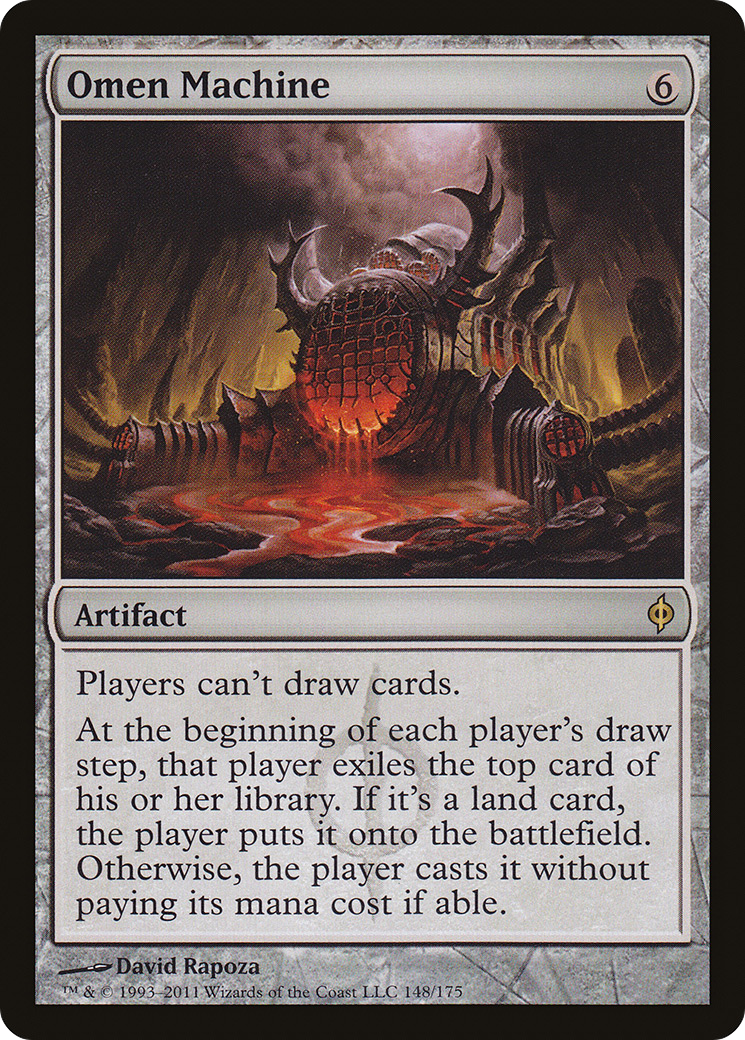 Omen Machine 6
Artifact
Players can't draw cards.
At the beginning of each player's draw
step, that player exiles the top card of
his or her library. If it's a land card,
the player puts it onto the battlefield.
Otherwise, the player casts it without
paying its mana cost if able.
David Rapoza
™ & © 1993–2011 Wizards of the Coast LLC 148/175